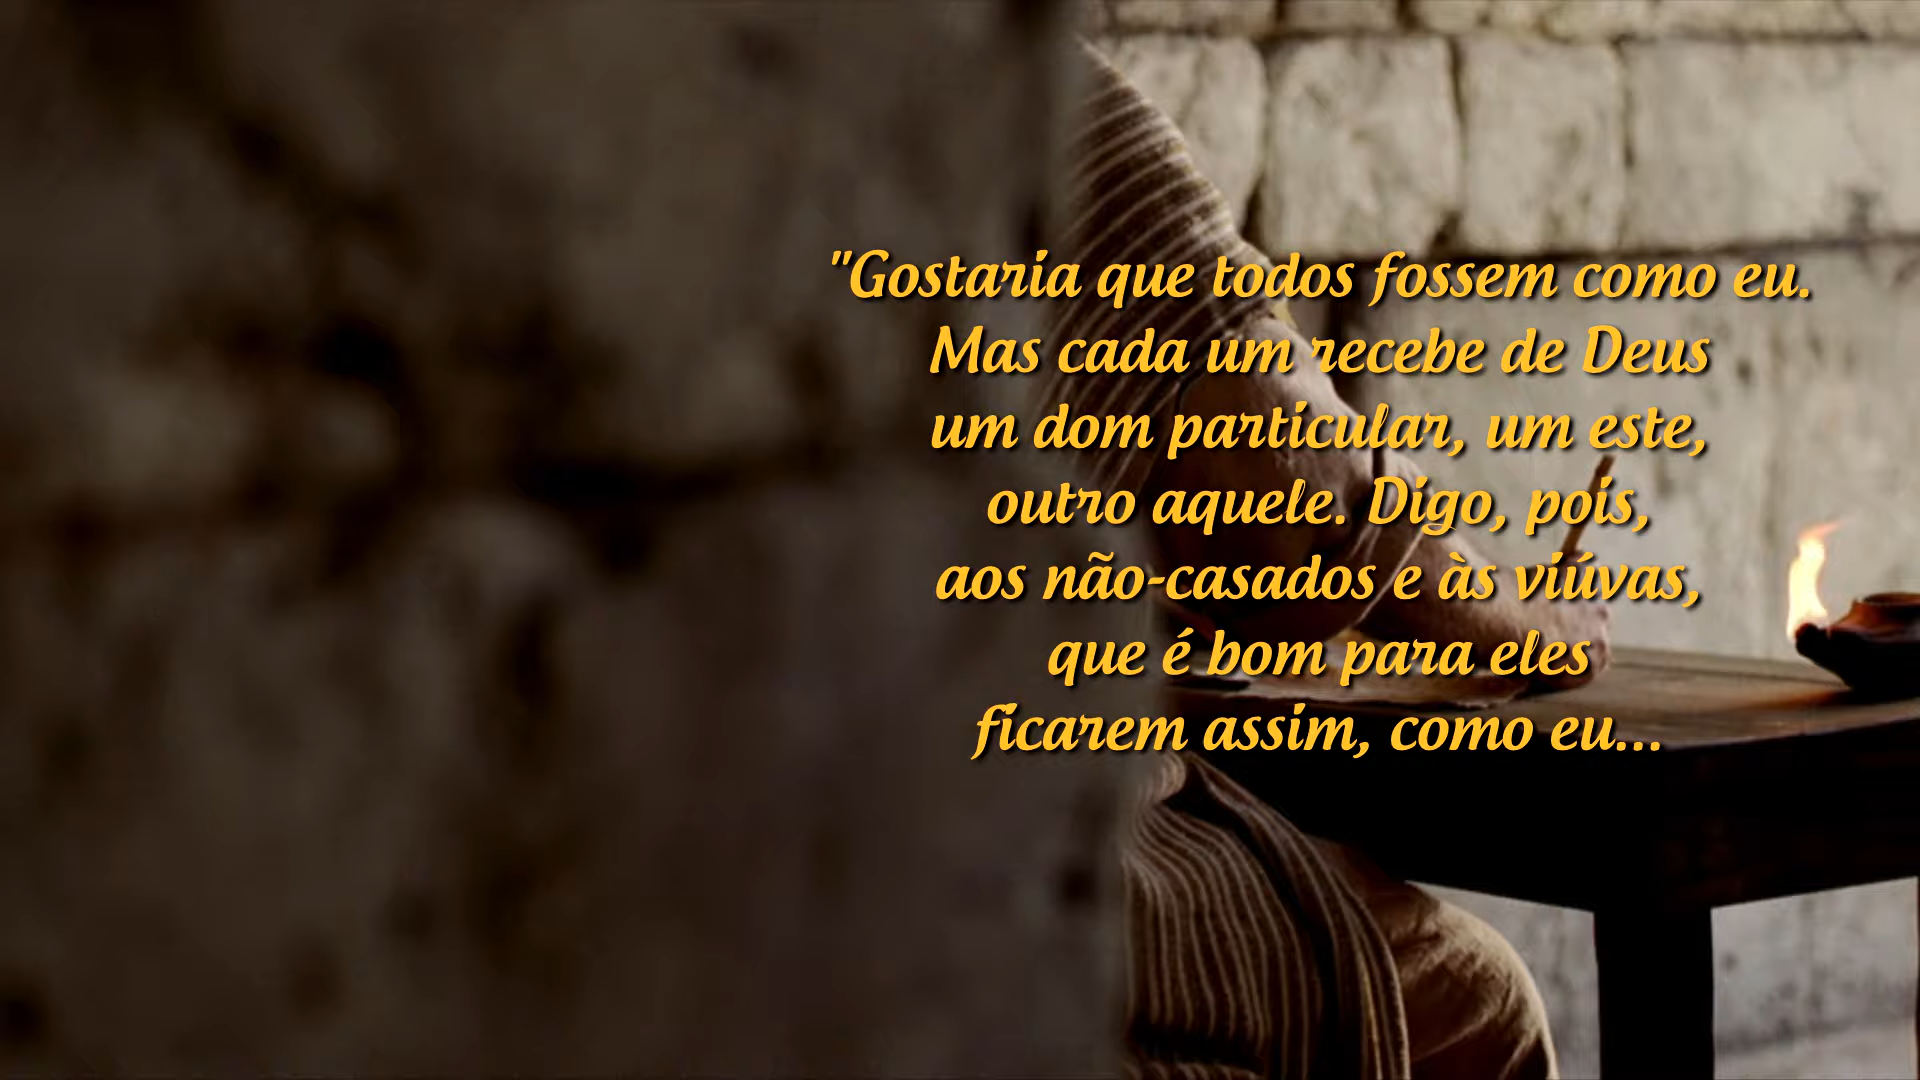 "Gostaria que todos fossem como eu.
Mas cada um recebe de Deus
um dom particular, um este,
outro aquele. Digo, pois,
aos não-casados e às viúvas,
que é bom para eles
ficarem assim, como eu...